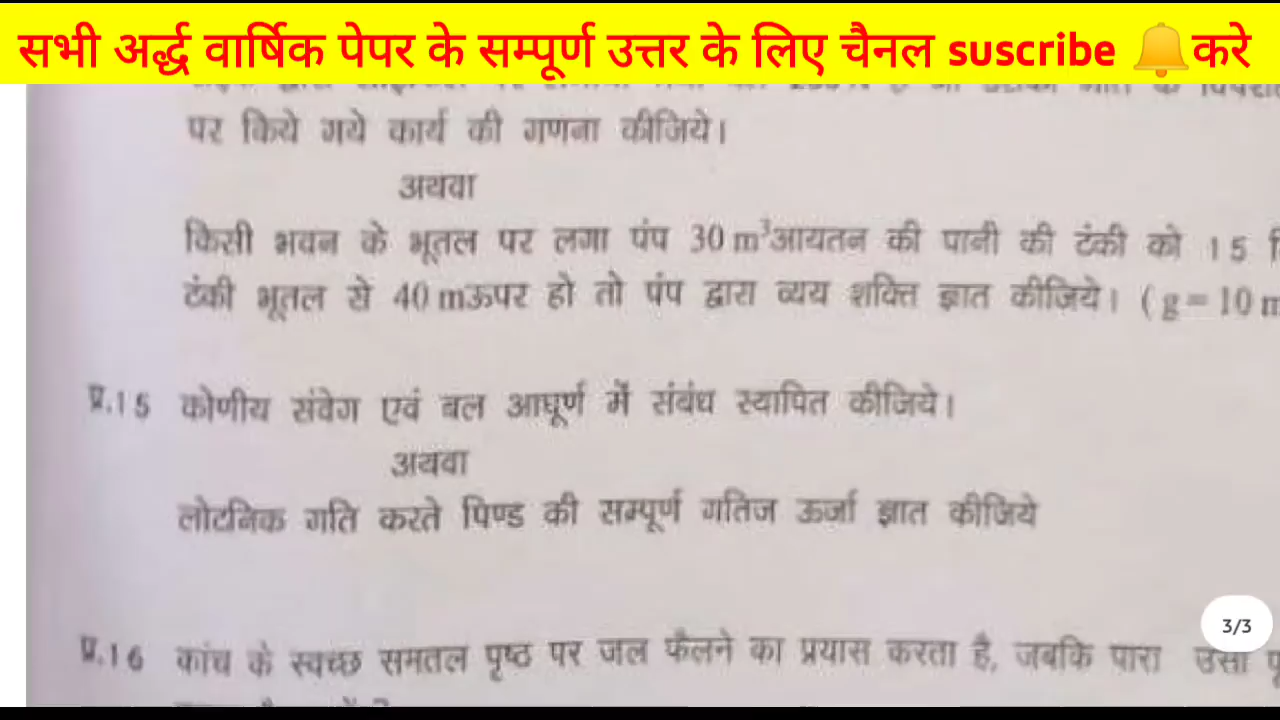 सभी अर्द्ध वार्षिक पेपर के सम्पूर्ण उत्तर के लिए चैनल suscribe 🔔करे
पर किये गये कार्य की गणना कीजिये।
अथवा
किसी भवन के भूतल पर लगा पंप 30 m³आयतन की पानी की टंकी को 15
टंकी भूतल से 40 mऊपर हो तो पंप द्वारा व्यय शक्ति ज्ञात कीजिये। ( g = 10
प्र.15 कोणीय संवेग एवं बल आघूर्ण में संबंध स्थापित कीजिये।
अथवा
लोटनिक गति करते पिण्ड की सम्पूर्ण गतिज ऊर्जा ज्ञात कीजिये
3/3
प्र.16 कांच के स्वच्छ समतल पृष्ठ पर जल फैलने का प्रयास करता है, जबकि पारा उसी